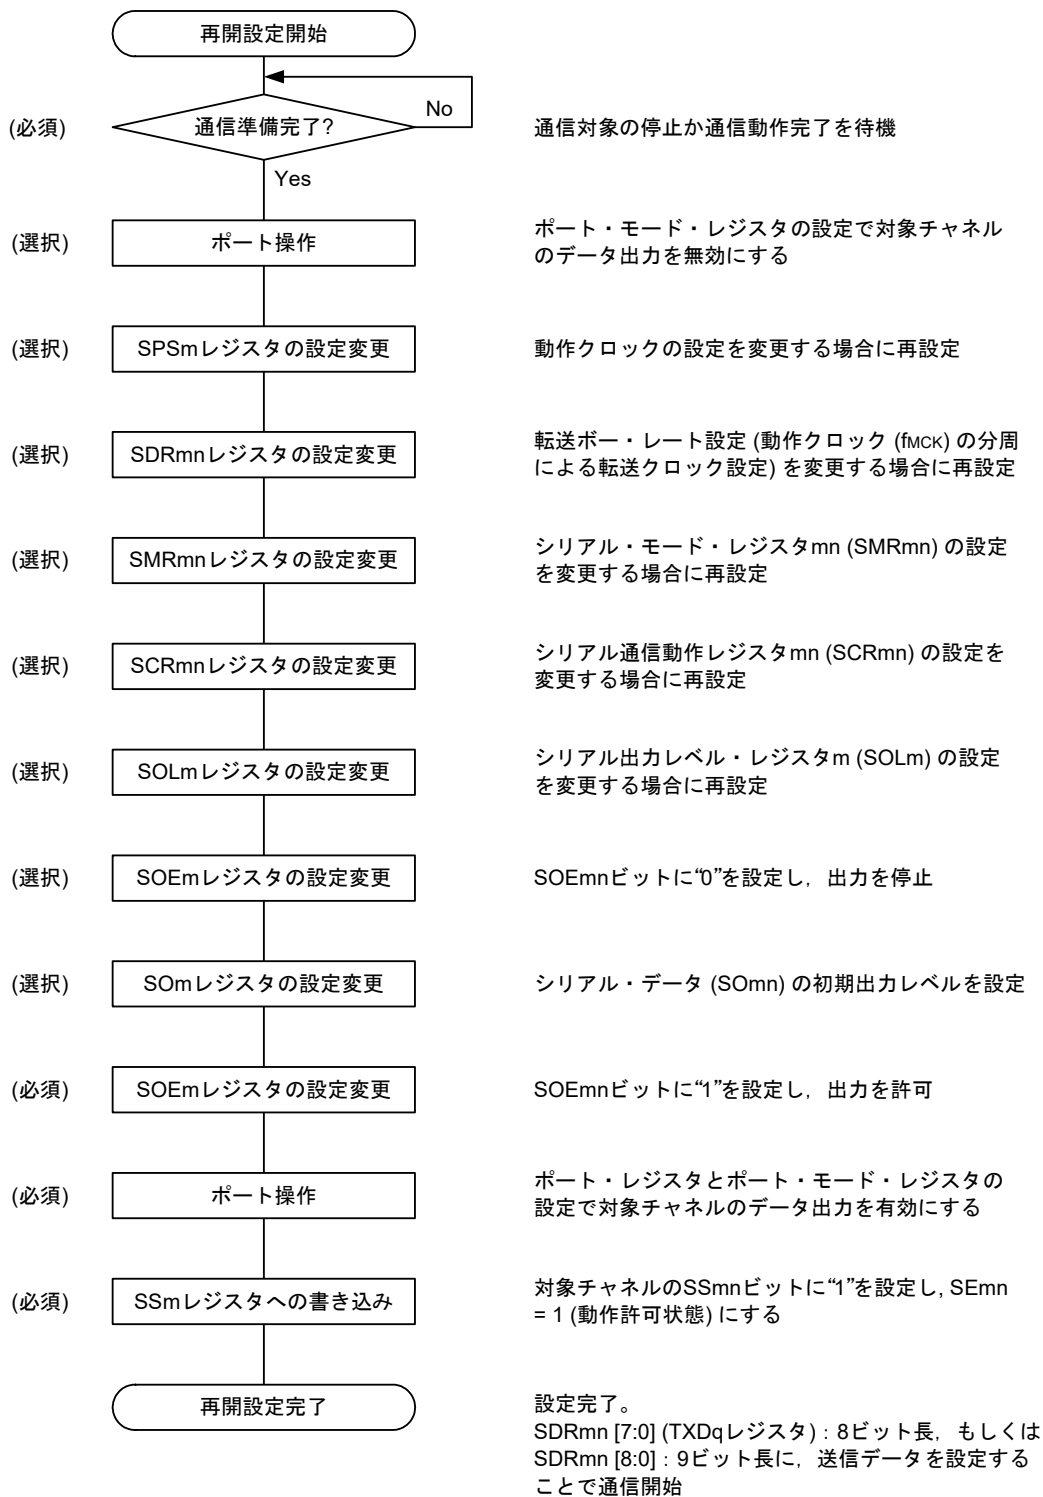 再開設定開始
No
(必須)
通信準備完了?
通信対象の停止か通信動作完了を待機
Yes
(選択)
ポート操作
ポート・モード・レジスタの設定で対象チャネル
のデータ出力を無効にする
(選択)
SPSmレジスタの設定変更
動作クロックの設定を変更する場合に再設定
(選択)
SDRmnレジスタの設定変更
転送ボー・レート設定 (動作クロック (fMCK) の分周
による転送クロック設定) を変更する場合に再設定
(選択)
SMRmnレジスタの設定変更
シリアル・モード・レジスタmn (SMRmn) の設定
を変更する場合に再設定
(選択)
SCRmnレジスタの設定変更
シリアル通信動作レジスタmn (SCRmn) の設定を
変更する場合に再設定
(選択)
SOLmレジスタの設定変更
シリアル出力レベル・レジスタm (SOLm) の設定
を変更する場合に再設定
(選択)
SOEmレジスタの設定変更
SOEmnビットに“0”を設定し，出力を停止
(選択)
SOmレジスタの設定変更
シリアル・データ (SOmn) の初期出力レベルを設定
(必須)
SOEmレジスタの設定変更
SOEmnビットに“1”を設定し，出力を許可
(必須)
ポート操作
ポート・レジスタとポート・モード・レジスタの
設定で対象チャネルのデータ出力を有効にする
(必須)
SSmレジスタへの書き込み
対象チャネルのSSmnビットに“1”を設定し, SEmn
= 1 (動作許可状態) にする
再開設定完了
設定完了。
SDRmn [7:0] (TXDqレジスタ) : 8ビット長，もしくは
SDRmn [8:0] : 9ビット長に，送信データを設定する
ことで通信開始